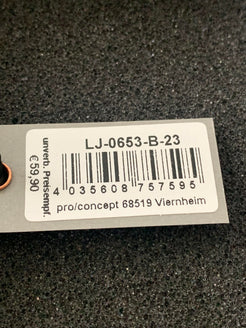 LJ-0653-B-23
4 035608 757595
pro/concept 68519 Viernheim
unverb. Preisempf.
€59,90